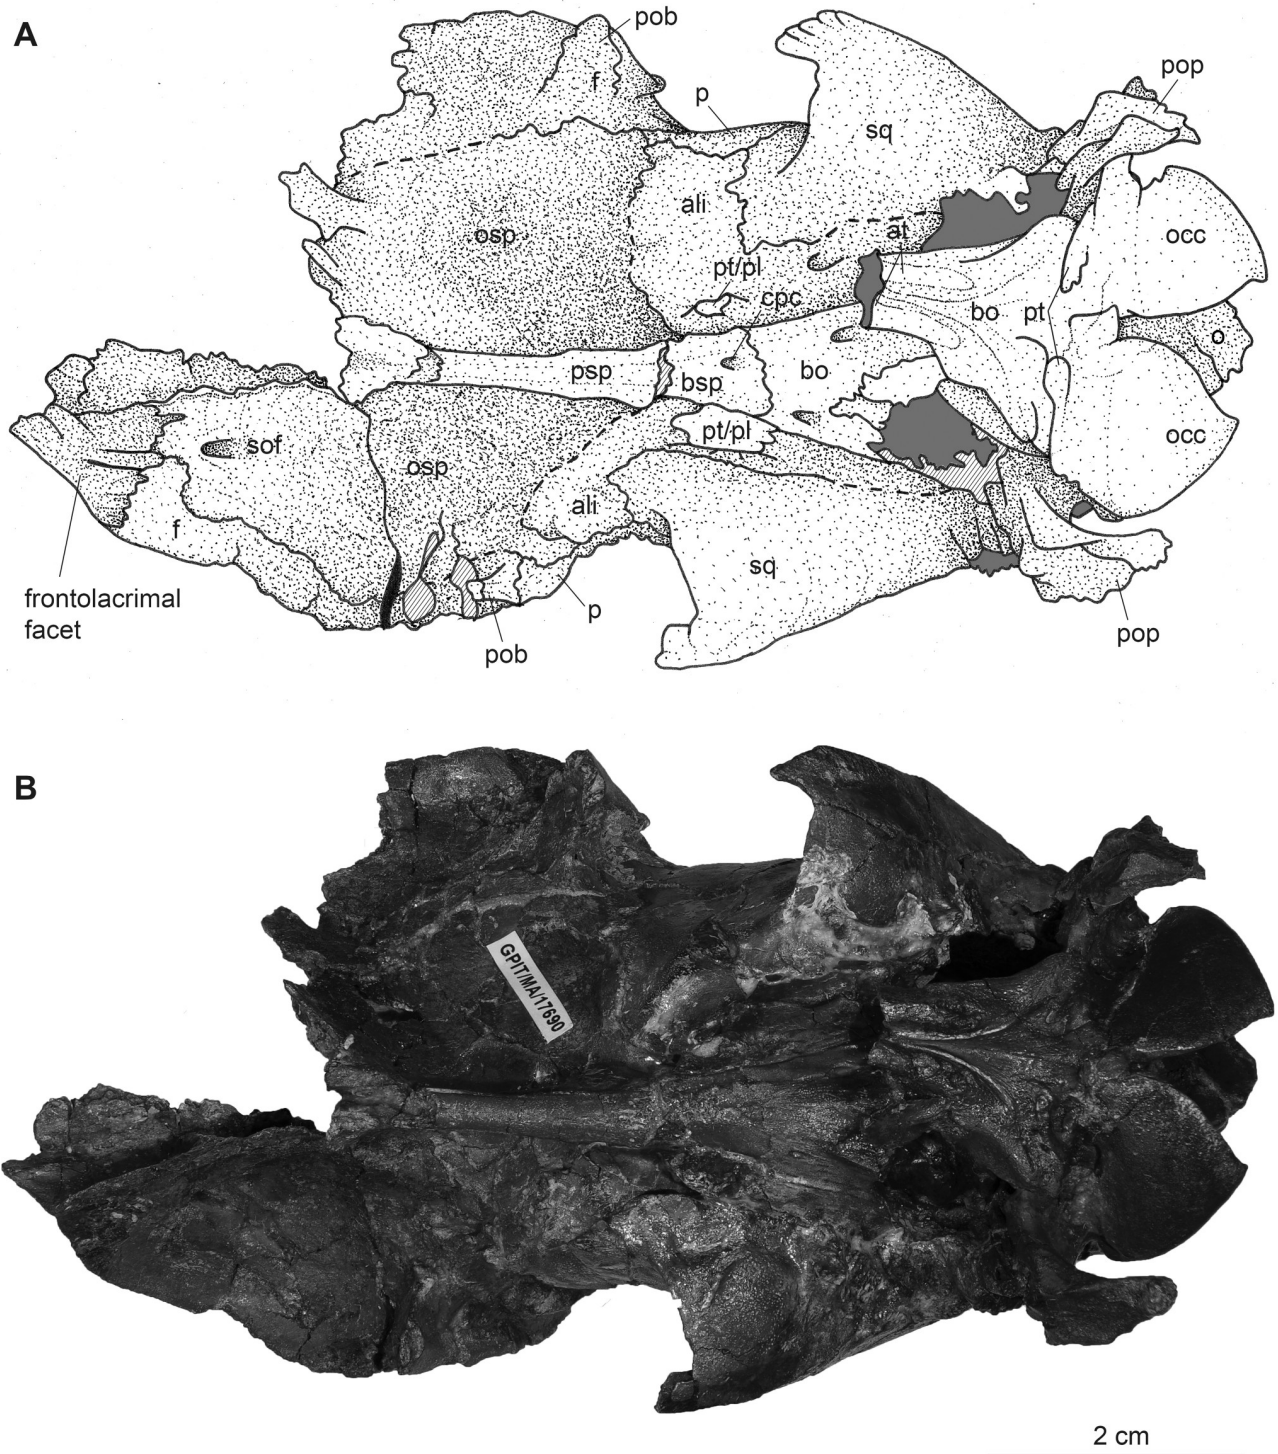 A
pob
f
p
pop
sq
ali
at
occ
osp
pt/pl
cpc
bo
pt
o
psp
bsp
bo
sof
pt/pl
occ
osp
ali
f
sq
frontolacrimal
facet
p
pob
pop
B
GPIT/MA/17690
2 cm